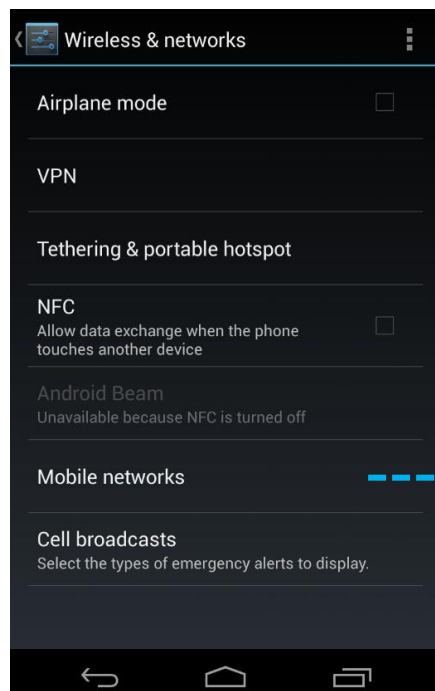 Wireless & networks
Airplane mode
VPN
Tethering & portable hotspot
NFC
Allow data exchange when the phone
touches another device
Android Beam
Unavailable because NFC is turned off
Mobile networks
Cell broadcasts
Select the types of emergency alerts to display.